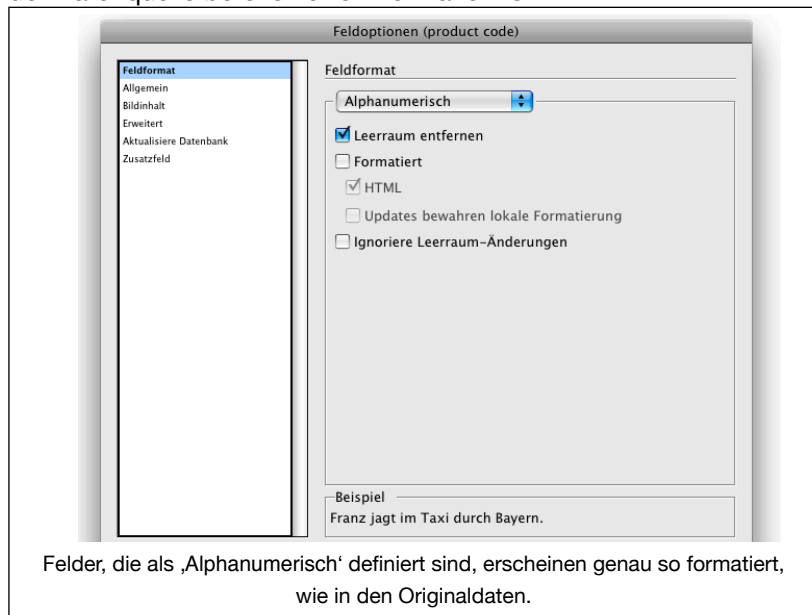 Feldoptionen (product code)
Feldformat
Allgemein
Bildinhalt
Erweitert
Aktualisiere Datenbank
Zusatzfeld
Feldformat
Alphanumerisch
Leerraum entfernen
Formatiert
HTML
Updates bewahren lokale Formatierung
Ignoriere Leerraum-Änderungen
Beispiel
Franz jagt im Taxi durch Bayern.
Felder, die als ‚Alphanumerisch‘ definiert sind, erscheinen genau so formatiert,
wie in den Originaldaten.